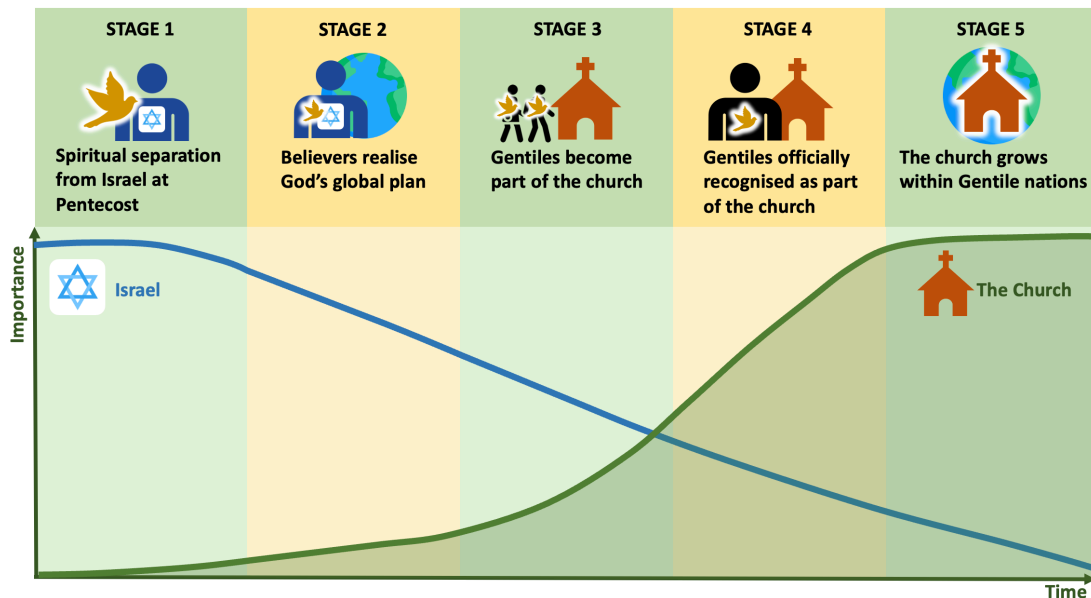 STAGE 1
Spiritual separation
from Israel at
Pentecost
STAGE 2
Believers realise
God’s global plan
STAGE 3
Gentiles become
part of the church
STAGE 4
Gentiles officially
recognised as part
of the church
STAGE 5
The church grows
within Gentile nations
Importance
Israel
The Church
Time